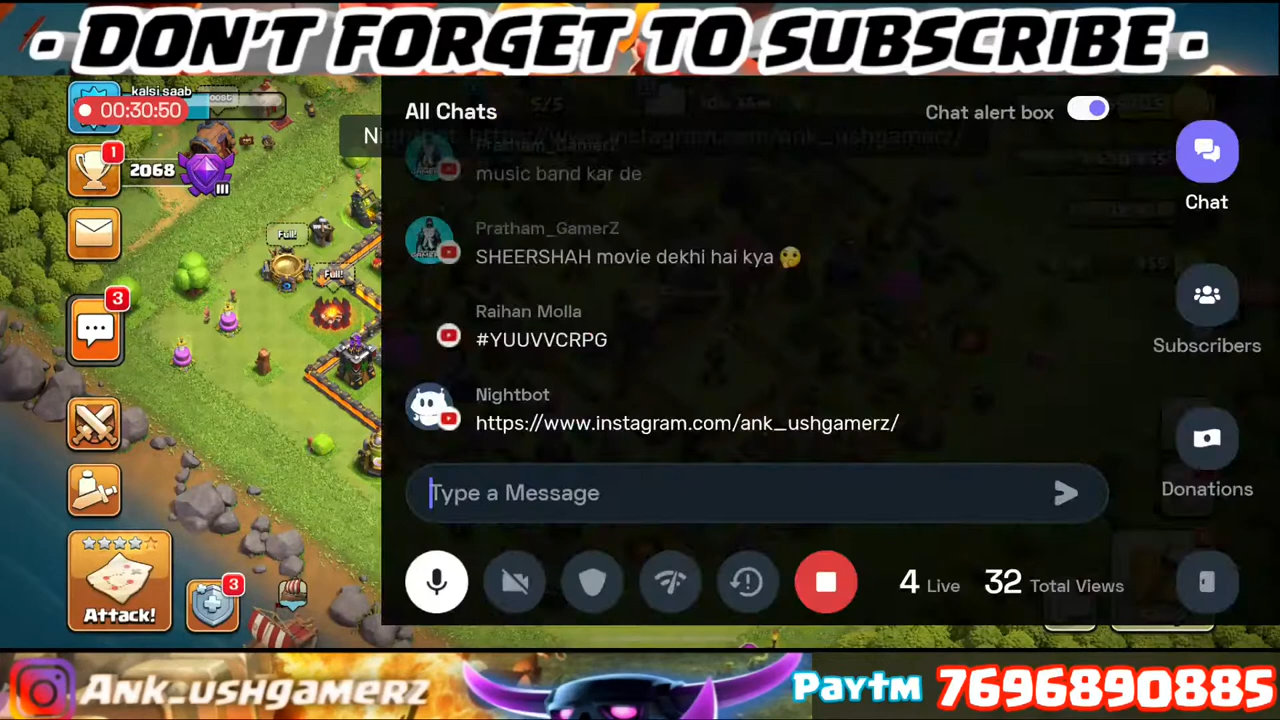 - DON'T FORGET TO SUBSCRIBE -
kalsi saab
00:30:50
All Chats
Chat alert box
1
2068
III
Pratham_GamerZ
music band kar de
Chat
Full!
Pratham_GamerZ
SHEERSHAH movie dekhi hai kya 🤔
Full!
3
Raihan Molla
#YUUVVCRPG
Subscribers
Nightbot
https://www.instagram.com/ank_ushgamerz/
Type a Message
Donations
Attack!
3
4 Live 32 Total Views
Ank_ushgamerz
Paytm 7696890885